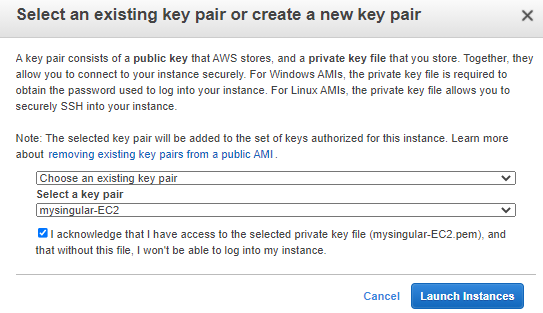 Select an existing key pair or create a new key pair
A key pair consists of a public key that AWS stores, and a private key file that you store. Together, they
allow you to connect to your instance securely. For Windows AMIs, the private key file is required to
obtain the password used to log into your instance. For Linux AMIs, the private key file allows you to
securely SSH into your instance.
Note: The selected key pair will be added to the set of keys authorized for this instance. Learn more
about removing existing key pairs from a public AMI.
Choose an existing key pair
Select a key pair
mysingular-EC2
I acknowledge that I have access to the selected private key file (mysingular-EC2.pem), and
that without this file, I won't be able to log into my instance.
Cancel Launch Instances